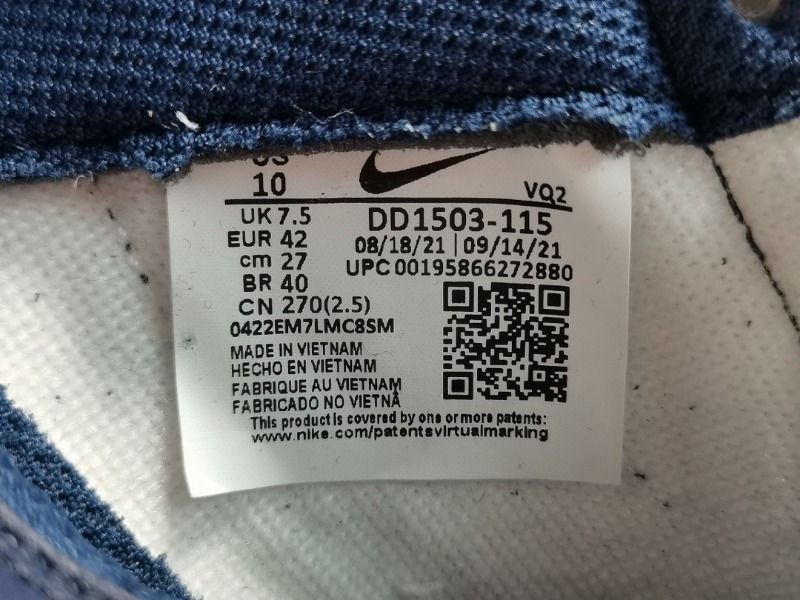 US
10
VQ2
UK 7.5
DD1503-115
EUR 42
08/18/21 | 09/14/21
cm 27
UPC 00195866272880
BR 40
CN 270(2.5)
0422EM7LMC8SM
MADE IN VIETNAM
HECHO EN VIETNAM
FABRIQUE AU VIETNAM
FABRICADO NO VIETNÃ
This product is covered by one or more patents:
www.nike.com/patentsvirtualmarking